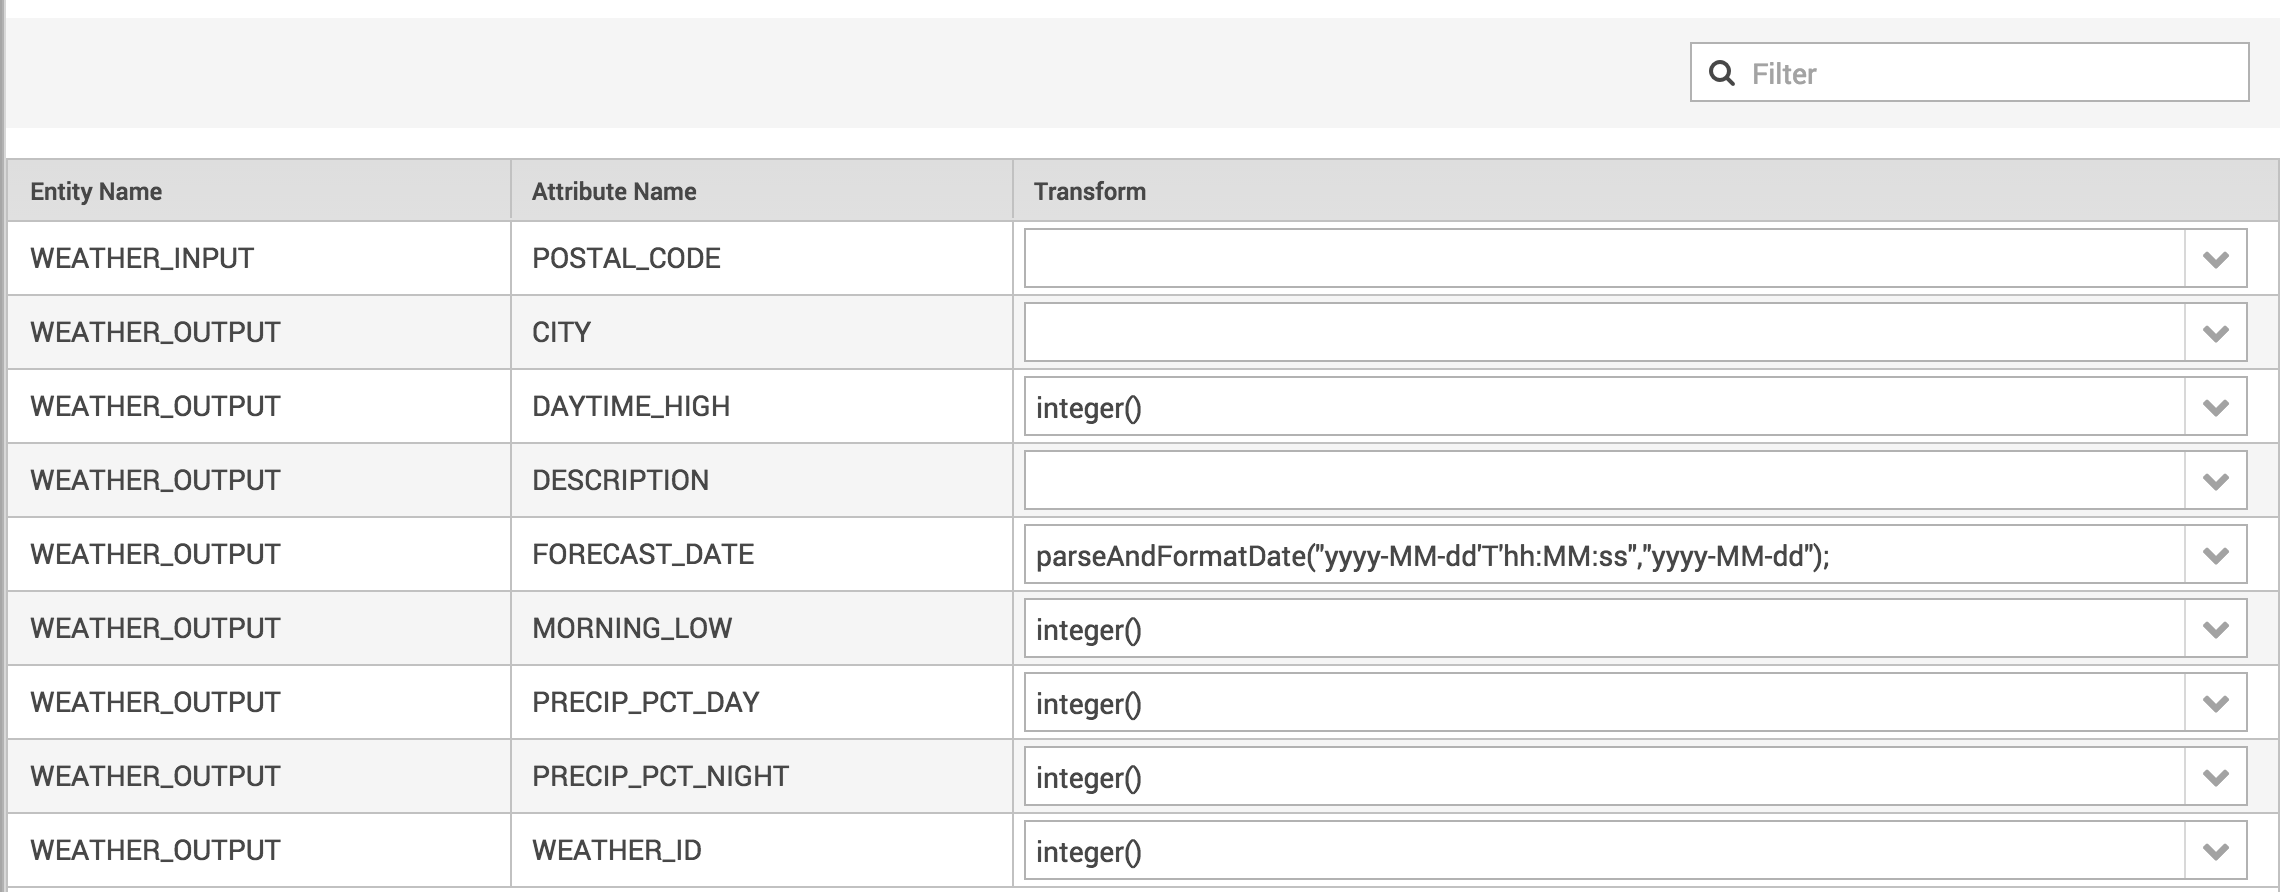 Filter
Entity Name Attribute Name Transform
WEATHER_INPUT POSTAL_CODE
WEATHER_OUTPUT CITY
WEATHER_OUTPUT DAYTIME_HIGH integer()
WEATHER_OUTPUT DESCRIPTION
WEATHER_OUTPUT FORECAST_DATE parseAndFormatDate("yyyy-MM-dd'T'hh:MM:ss","yyyy-MM-dd");
WEATHER_OUTPUT MORNING_LOW integer()
WEATHER_OUTPUT PRECIP_PCT_DAY integer()
WEATHER_OUTPUT PRECIP_PCT_NIGHT integer()
WEATHER_OUTPUT WEATHER_ID integer()